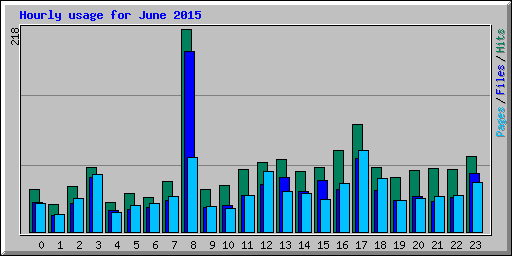 Hourly usage for June 2015
218
Pages / Files / Hits
0 1 2 3 4 5 6 7 8 9 10 11 12 13 14 15 16 17 18 19 20 21 22 23